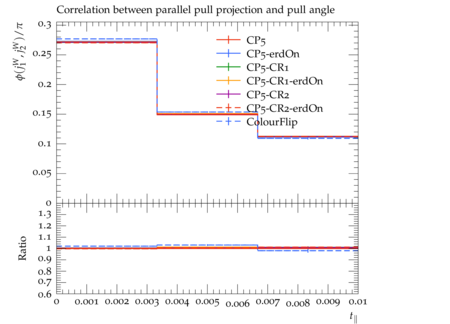 Correlation between parallel pull projection and pull angle
ϕ(j₁ᵂ, j₂ᵂ)/π
0.3
0.25
0.2
0.15
0.1
0.05
0
CP5
CP5-erdOn
CP5-CR1
CP5-CR1-erdOn
CP5-CR2
CP5-CR2-erdOn
ColourFlip
Ratio
1.3
1.2
1.1
1
0.9
0.8
0.7
0.6
0 0.001 0.002 0.003 0.004 0.005 0.006 0.007 0.008 0.009 0.01
t∥